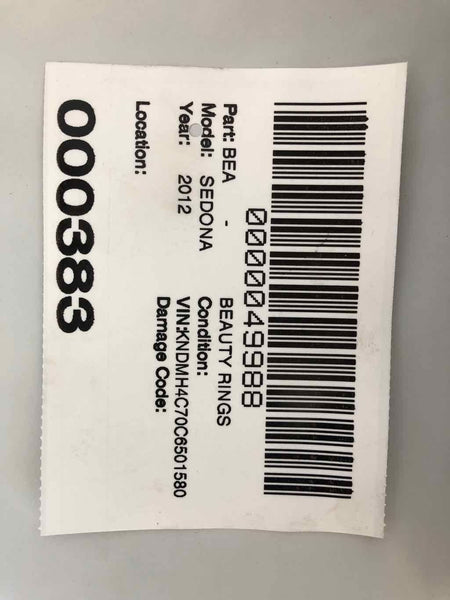 0000049988
Part: BEA - BEAUTY RINGS
Model: SEDONA Condition:
Year: 2012 VIN:KNDMH4C70C6501580
Damage Code:
Location:
000383